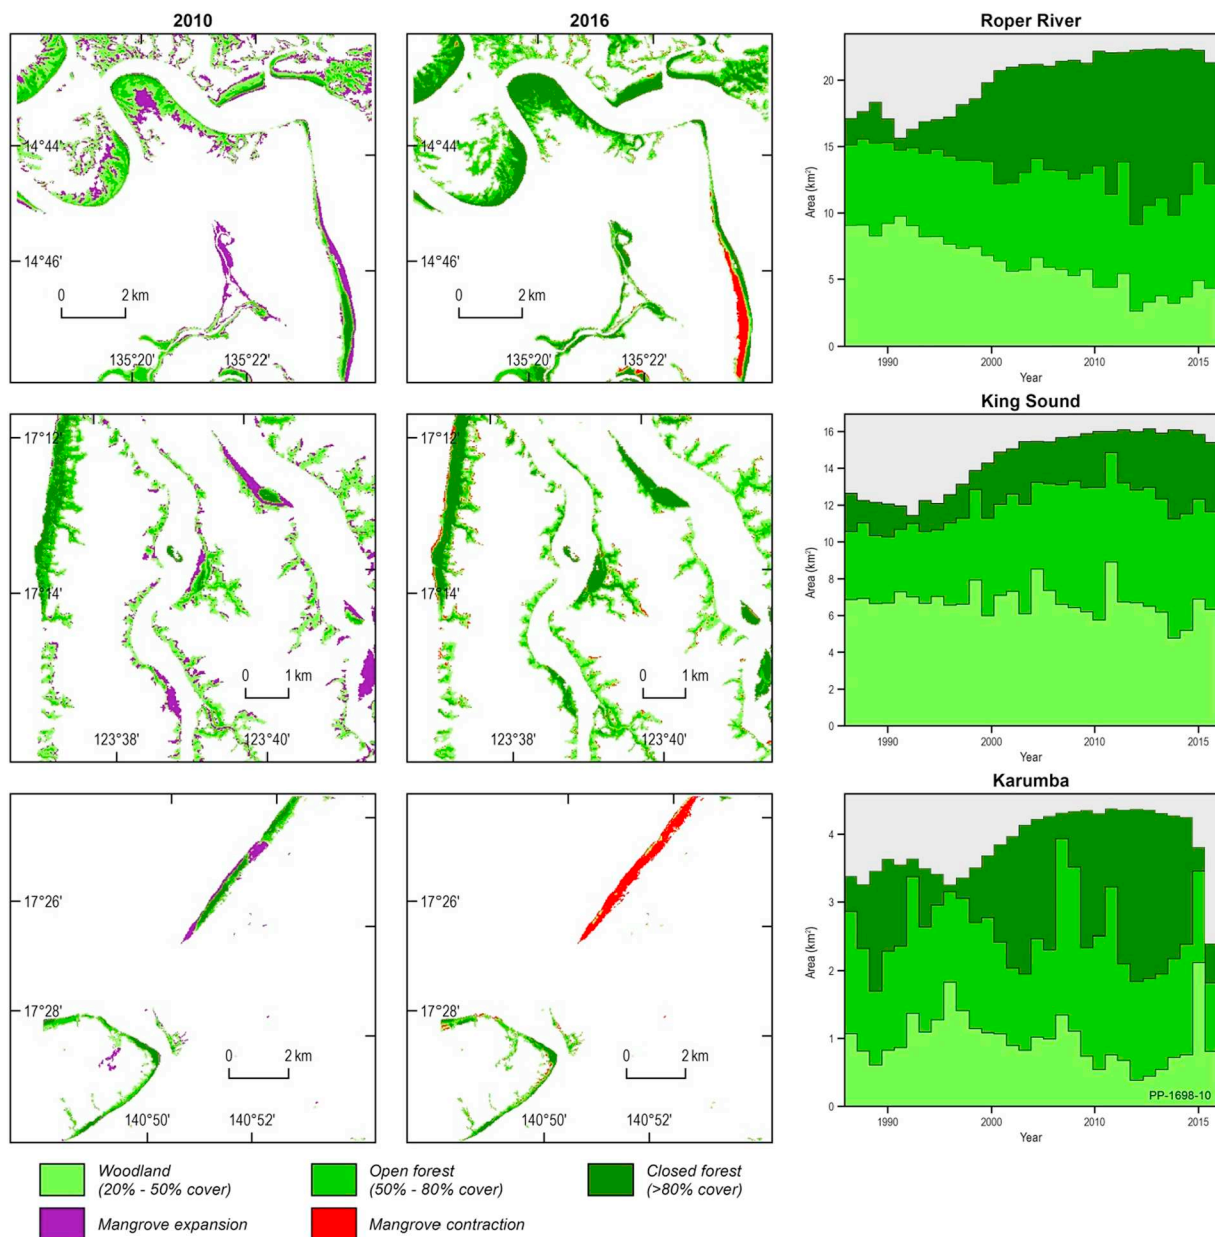 2010
2016
Roper River
14°44'
14°46'
0
2 km
135°20'
135°22'
14°44'
14°46'
0
2 km
135°20'
135°22'
20
15
10
5
0
Area (km²)
1990
2000
2010
2015
Year
King Sound
17°12'
17°14'
0
1 km
123°38'
123°40'
17°12'
17°14'
0
1 km
123°38'
123°40'
16
14
12
10
8
6
4
2
0
Area (km²)
1990
2000
2010
2015
Year
Karumba
17°26'
17°28'
0
2 km
140°50'
140°52'
17°26'
17°28'
0
2 km
140°50'
140°52'
4
3
2
1
0
Area (km²)
PP-1698-10
1990
2000
2010
2015
Year
Woodland
(20% - 50% cover)
Open forest
(50% - 80% cover)
Closed forest
(>80% cover)
Mangrove expansion
Mangrove contraction